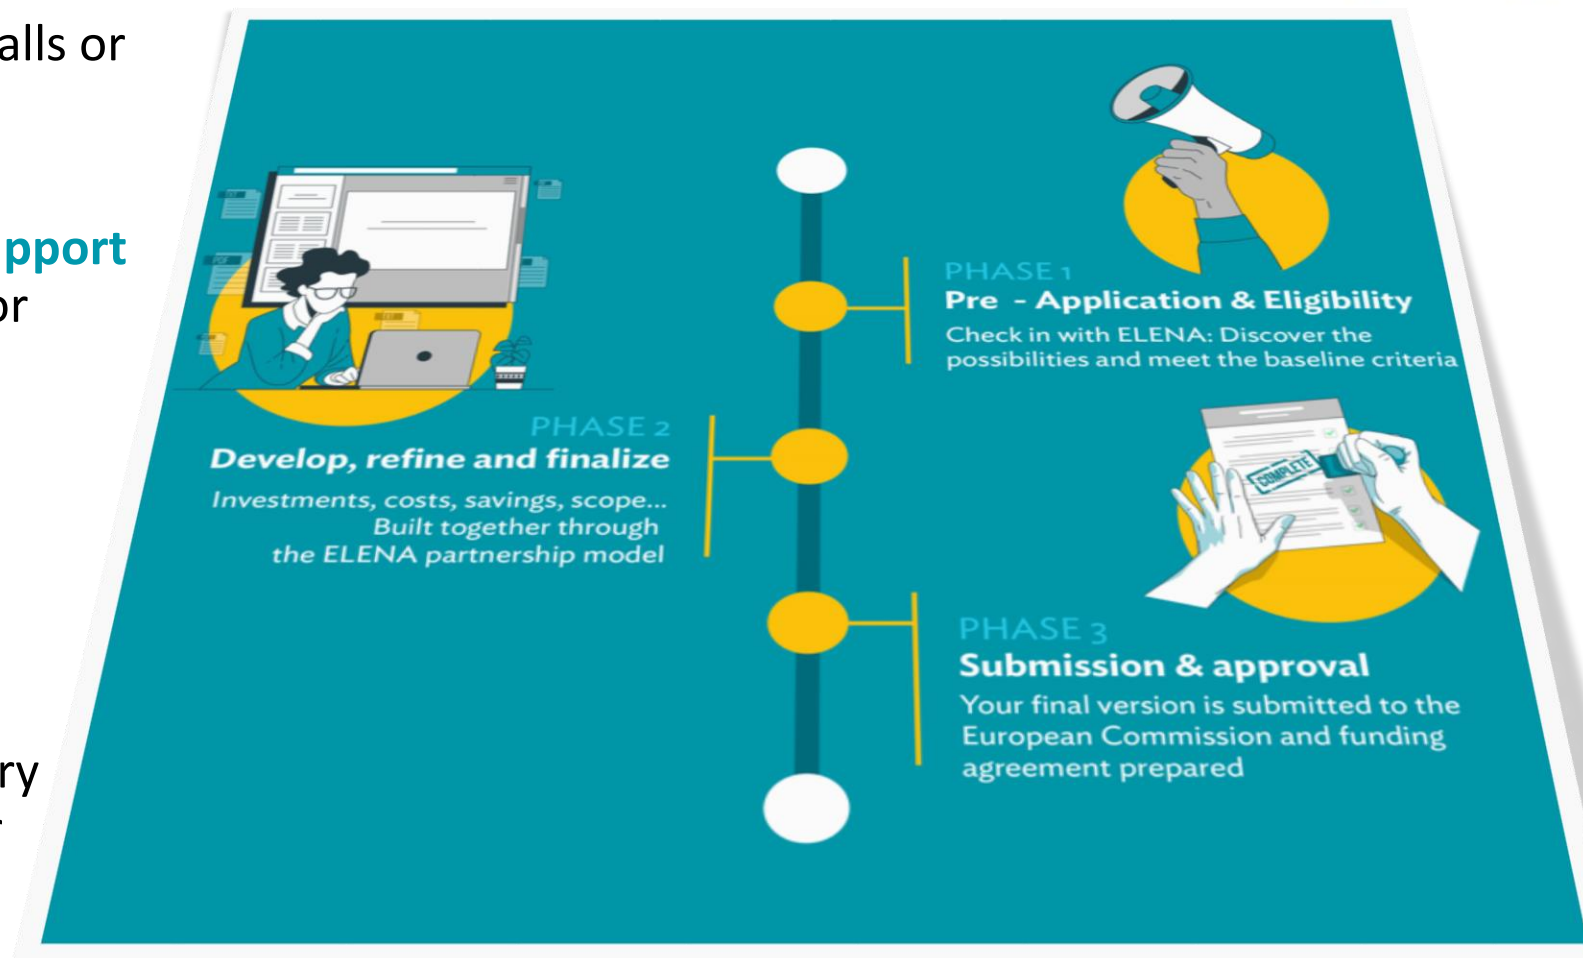 alls or
pport
or
ry
PHASE 1
Pre - Application & Eligibility
Check in with ELENA: Discover the
possibilities and meet the baseline criteria
PDF
PHASE 2
Develop, refine and finalize
Investments, costs, savings, scope...
Built together through
the ELENA partnership model
COMPLETE
PHASE 3
Submission & approval
Your final version is submitted to the
European Commission and funding
agreement prepared